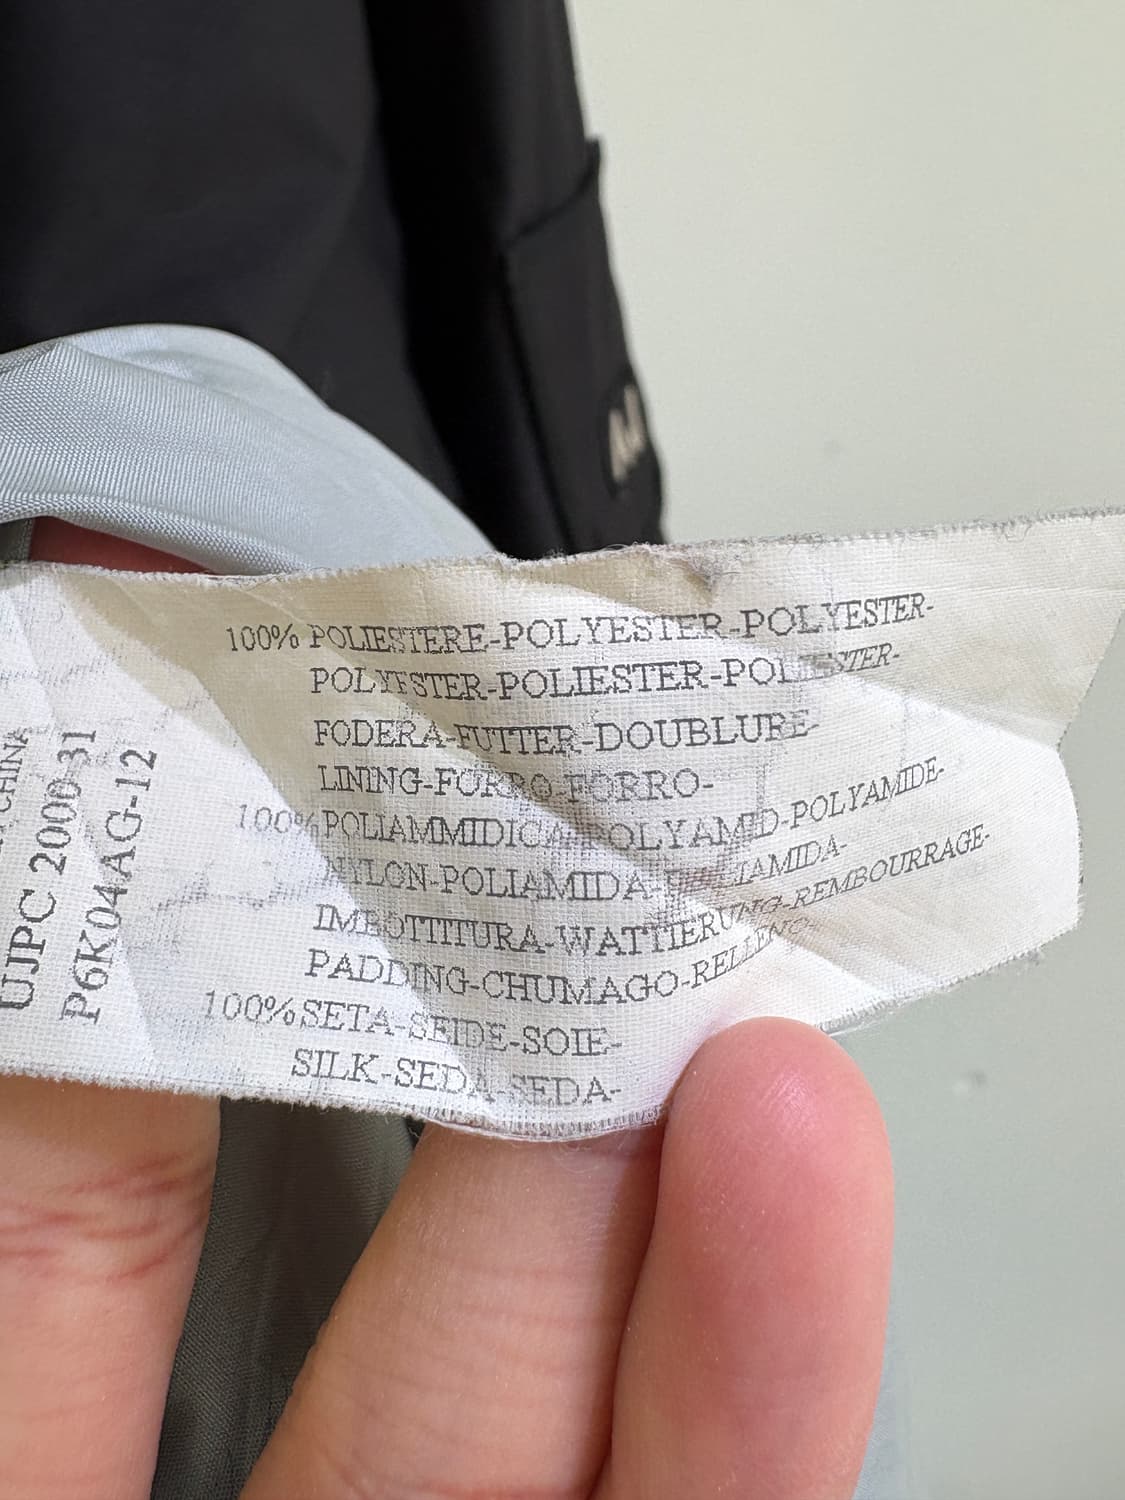 100% POLIESTERE-POLYESTER-POLYESTER-
POLYESTER-POLIESTER-POLIESTER-
FODERA-FUTTER-DOUBLURE-
LINING-FORRO-FORRO-
100% POLIAMMIDICA-POLYAMID-POLYAMIDE-
NYLON-POLIAMIDA-POLIAMIDA-
IMBOTTITURA-WATTIERUNG-REMBOURRAGE-
PADDING-CHUMAGO-RELLENO-
100% SETA-SEIDE-SOIE-
SILK-SEDA-SEDA-
CHINA
UJPC 2000-31
P6K04AG-12
AJ